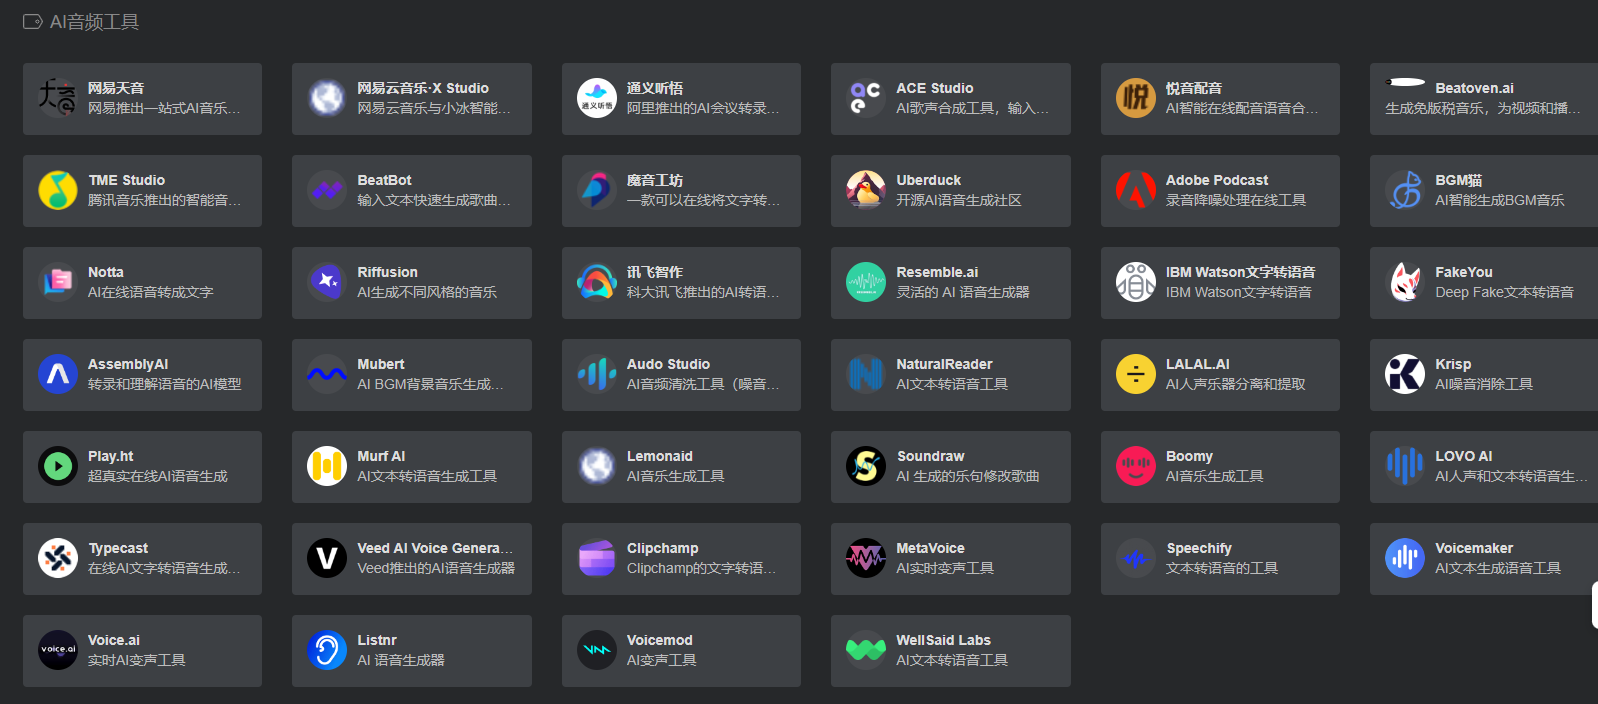 AI音频工具
网易天音
网易推出一站式AI音乐...
网易云音乐·X Studio
网易云音乐与小冰智能...
通义听悟
通义听悟
阿里推出的AI会议转录...
ACE Studio
AI歌声合成工具，输入...
悦
悦音配音
AI智能在线配音语音合...
Beatoven.ai
生成免版税音乐，为视频和播...
TME Studio
腾讯音乐推出的智能音...
BeatBot
输入文本快速生成歌曲...
魔音工坊
一款可以在线将文字转...
Uberduck
开源AI语音生成社区
Adobe Podcast
录音降噪处理在线工具
BGM猫
AI智能生成BGM音乐
Notta
AI在线语音转成文字
Riffusion
AI生成不同风格的音乐
讯飞智作
科大讯飞推出的AI转语...
Resemble.ai
灵活的 AI 语音生成器
IBM Watson文字转语音
IBM Watson文字转语音
FakeYou
Deep Fake文本转语音
AssemblyAI
转录和理解语音的AI模型
Mubert
AI BGM背景音乐生成...
Audo Studio
AI音频清洗工具（噪音...
NaturalReader
AI文本转语音工具
LALAL.AI
AI人声乐器分离和提取
Krisp
AI噪音消除工具
Play.ht
超真实在线AI语音生成
Murf AI
AI文本转语音生成工具
Lemonaid
AI音乐生成工具
Soundraw
AI 生成的乐句修改歌曲
Boomy
AI音乐生成工具
LOVO AI
AI人声和文本转语音生...
Typecast
在线AI文字转语音生成...
Veed AI Voice Genera...
Veed推出的AI语音生成器
Clipchamp
Clipchamp的文字转语...
MetaVoice
AI实时变声工具
Speechify
文本转语音的工具
Voicemaker
AI文本生成语音工具
voice.ai
Voice.ai
实时AI变声工具
Listnr
AI 语音生成器
Voicemod
AI变声工具
WellSaid Labs
AI文本转语音工具